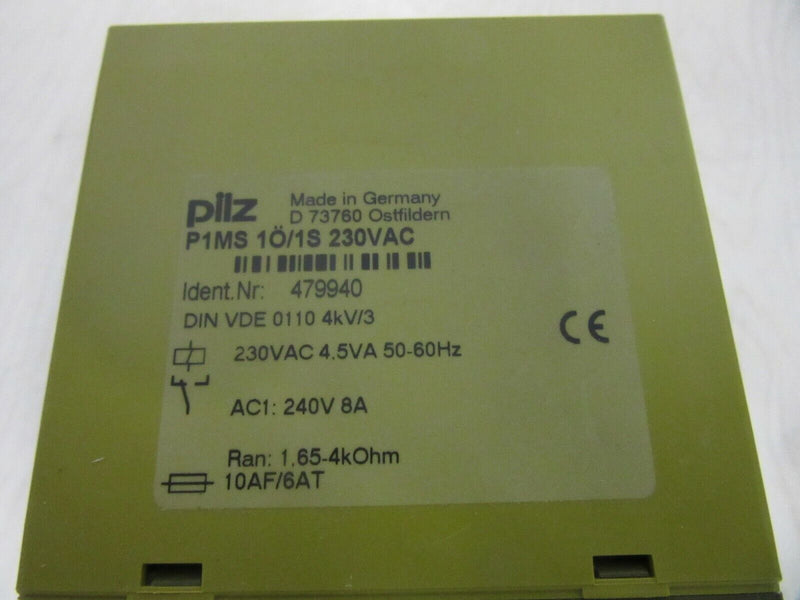 pilz Made in Germany
D 73760 Ostfildern
P1MS 1Ö/1S 230VAC
Ident.Nr: 479940
DIN VDE 0110 4kV/3
CE
230VAC 4.5VA 50-60Hz
AC1: 240V 8A
Ran: 1.65-4kOhm
10AF/6AT